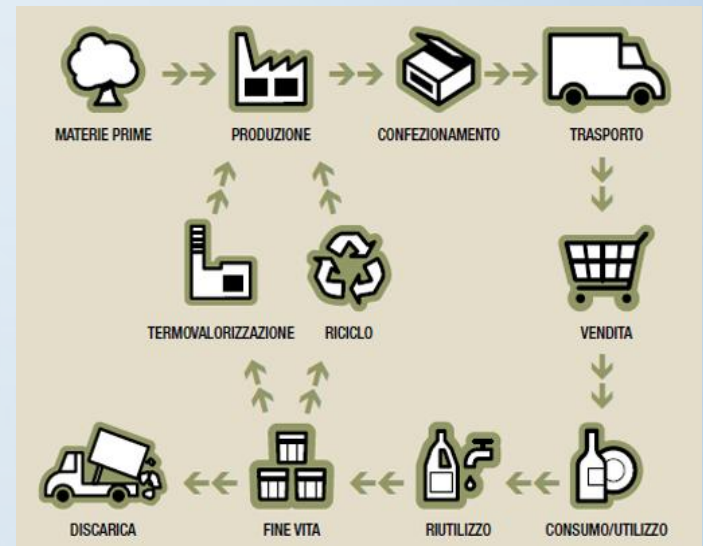 MATERIE PRIME
PRODUZIONE
CONFEZIONAMENTO
TRASPORTO
TERMOVALORIZZAZIONE
RICICLO
VENDITA
DISCARICA
FINE VITA
RIUTILIZZO
CONSUMO/UTILIZZO